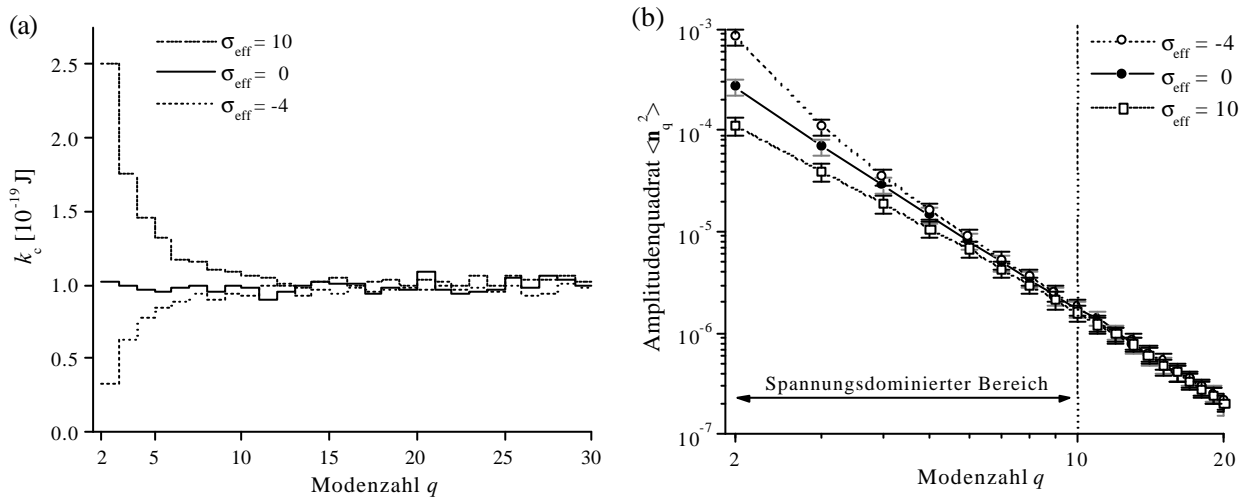 (a)
σeff = 10
σeff = 0
σeff = -4
kc [10-19 J]
2.5
2.0
1.5
1.0
0.5
0.0
2 5 10 15 20 25 30
Modenzahl q
(b)
σeff = -4
σeff = 0
σeff = 10
Amplitudenquadrat <nq2>
10-3
10-4
10-5
10-6
10-7
Spannungsdominierter Bereich
2 10 20
Modenzahl q